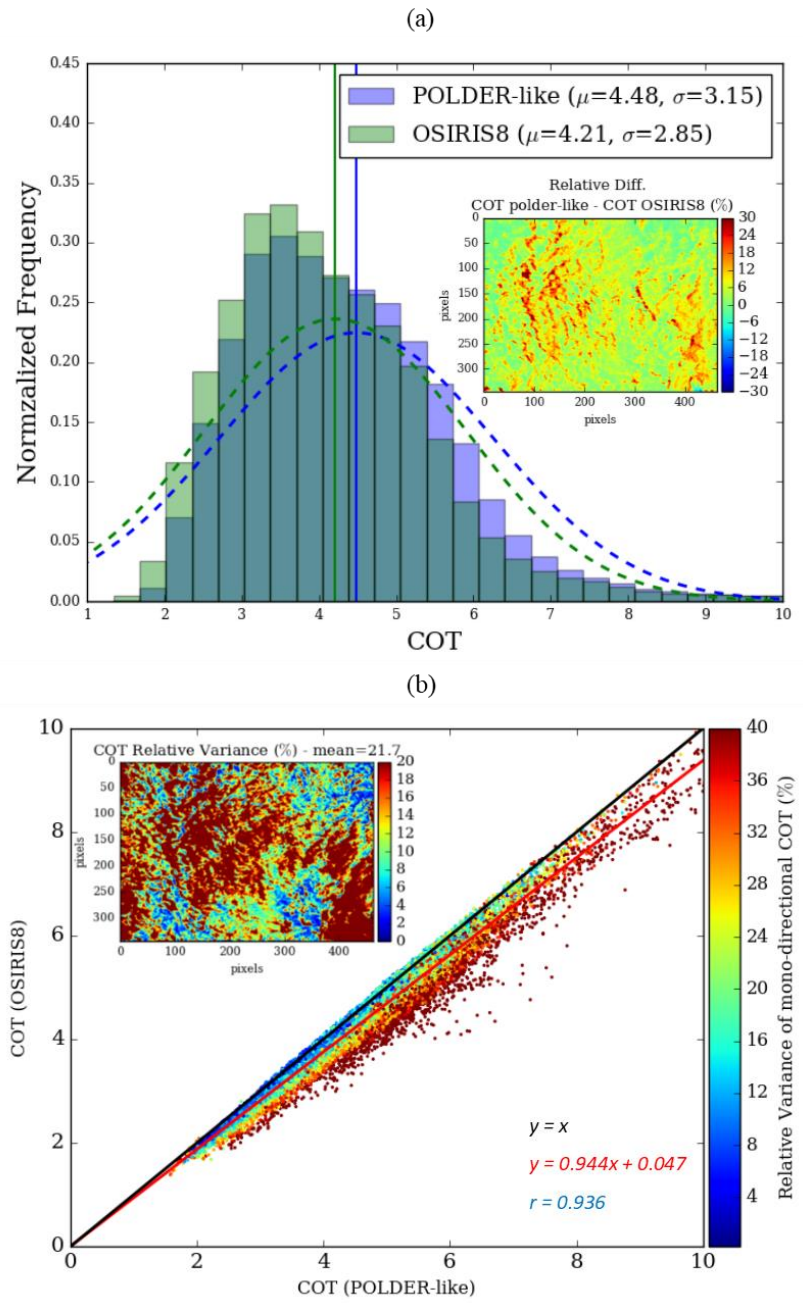 (a)
0.45
0.40
0.35
0.30
0.25
0.20
0.15
0.10
0.05
0.00
Normzalized Frequency
POLDER-like (μ=4.48, σ=3.15)
OSIRIS8 (μ=4.21, σ=2.85)
Relative Diff.
COT polder-like - COT OSIRIS8 (%)
0
50
100
150
200
250
300
pixels
0 100 200 300 400
pixels
30
24
18
12
6
0
−6
−12
−18
−24
−30
1 2 3 4 5 6 7 8 9 10
COT
(b)
10
8
6
4
2
0
COT (OSIRIS8)
COT Relative Variance (%) - mean=21.7
0
50
100
150
200
250
300
pixels
0 100 200 300 400
pixels
20
18
16
14
12
10
8
6
4
2
0
y = x
y = 0.944x + 0.047
r = 0.936
0 2 4 6 8 10
COT (POLDER-like)
40
36
32
28
24
20
16
12
8
4
Relative Variance of mono-directional COT (%)